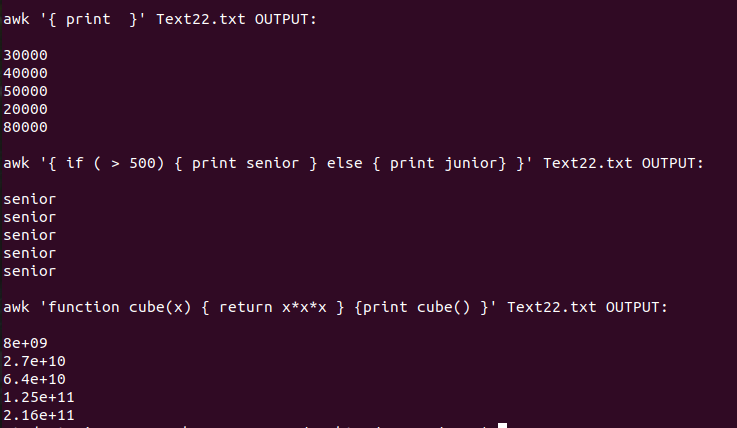 awk '{ print  }' Text22.txt OUTPUT:
30000
40000
50000
20000
80000
awk '{ if ( > 500) { print senior } else { print junior} }' Text22.txt OUTPUT:
senior
senior
senior
senior
senior
awk 'function cube(x) { return x*x*x } {print cube() }' Text22.txt OUTPUT:
8e+09
2.7e+10
6.4e+10
1.25e+11
2.16e+11